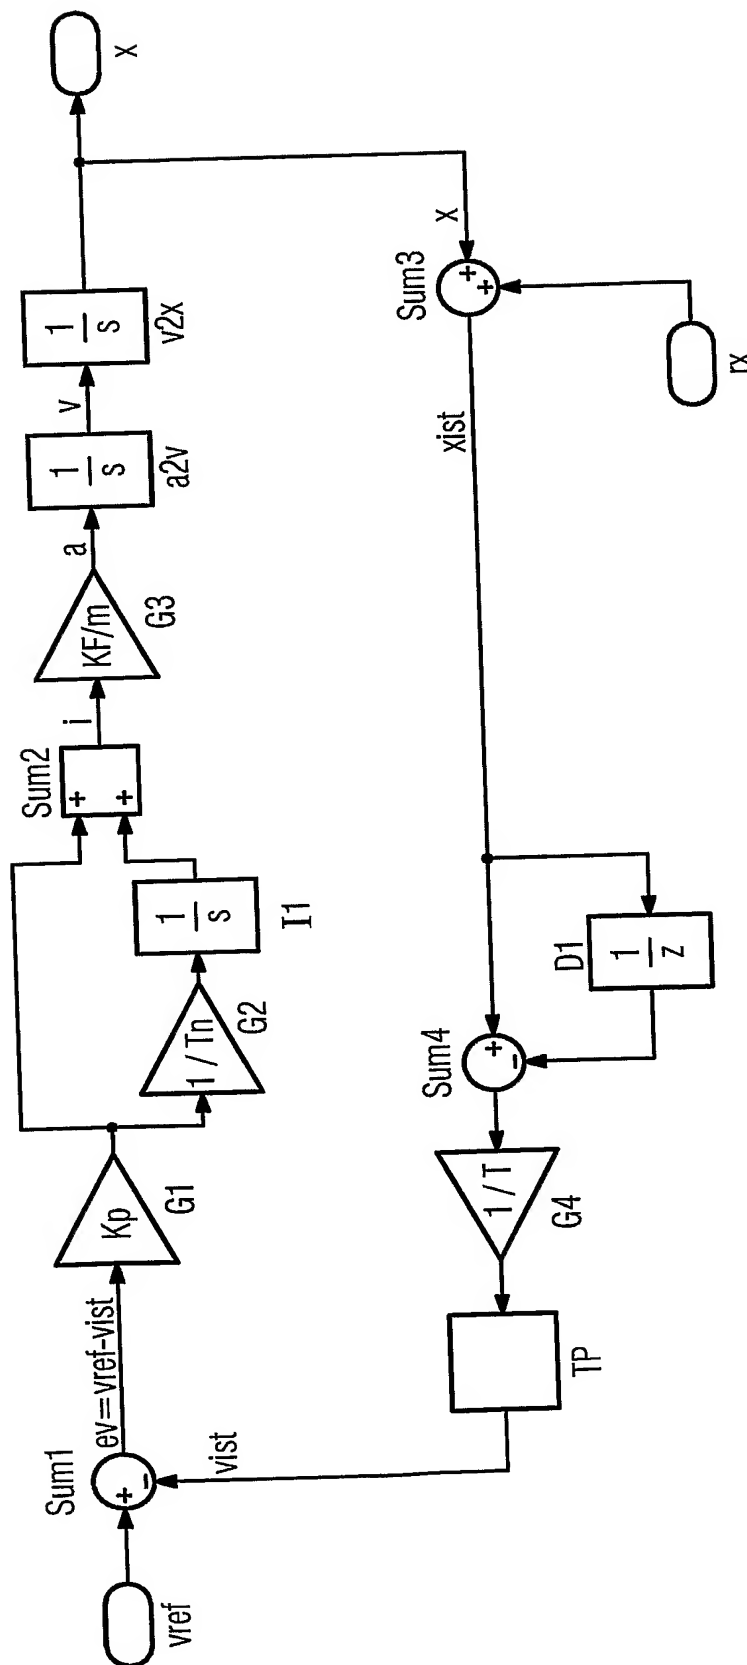 vref
+
−
Sum1
ev=vref-vist
Kp
G1
1 / Tn
G2
1
s
I1
+
+
Sum2
i
KF/m
G3
a
1
s
a2v
v
1
s
v2x
x
x
Sum3
+
+
rx
xist
1
z
D1
Sum4
+
−
1 / T
G4
TP
vist